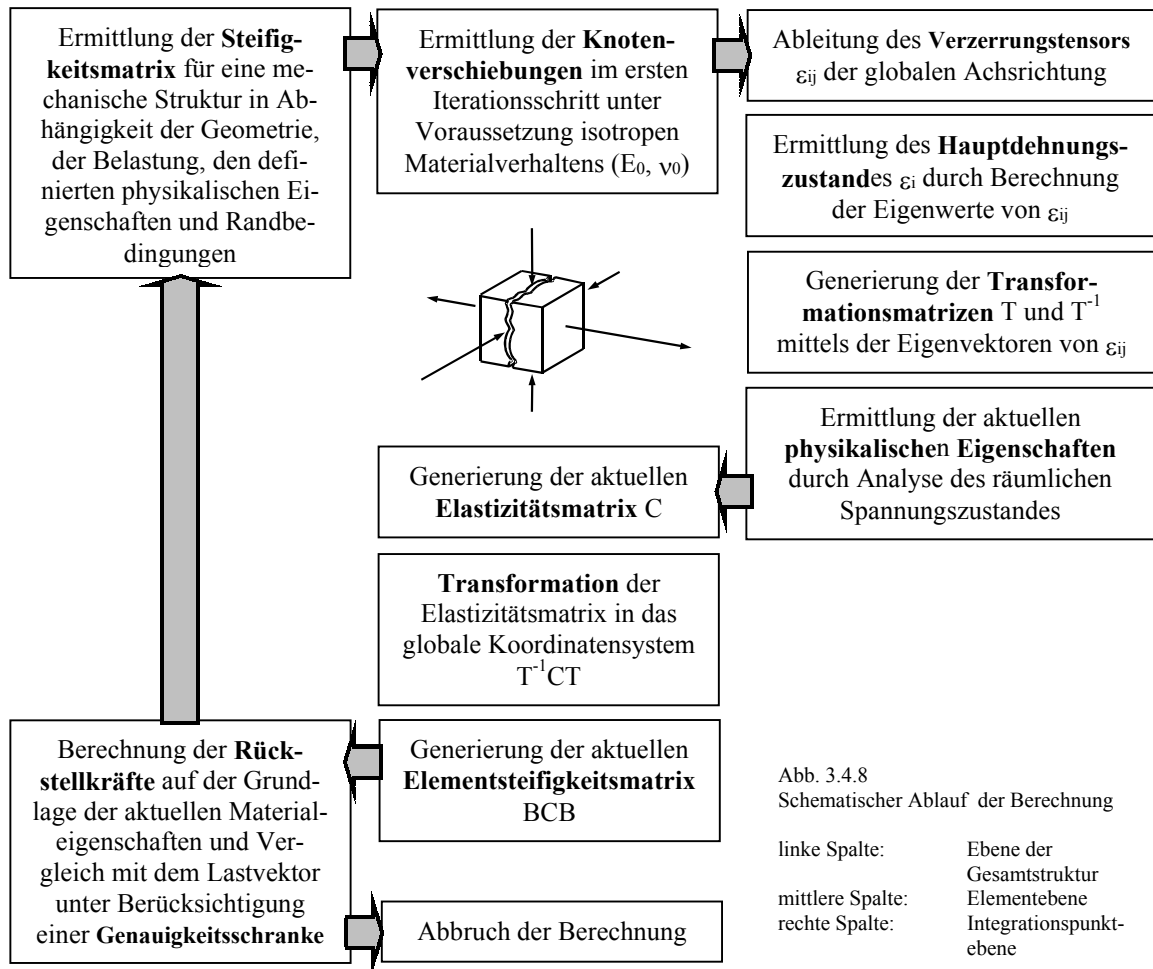 Ermittlung der Steifig-
keitsmatrix für eine me-
chanische Struktur in Ab-
hängigkeit der Geometrie,
der Belastung, den defi-
nierten physikalischen Ei-
genschaften und Randbe-
dingungen
Ermittlung der Knoten-
verschiebungen im ersten
Iterationsschritt unter
Voraussetzung isotropen
Materialverhaltens (E0, ν0)
Ableitung des Verzerrungstensors
εij der globalen Achsrichtung
Ermittlung des Hauptdehnungs-
zustandes εi durch Berechnung
der Eigenwerte von εij
Generierung der Transfor-
mationsmatrizen T und T-1
mittels der Eigenvektoren von εij
Ermittlung der aktuellen
physikalischen Eigenschaften
durch Analyse des räumlichen
Spannungszustandes
Generierung der aktuellen
Elastizitätsmatrix C
Transformation der
Elastizitätsmatrix in das
globale Koordinatensystem
T-1CT
Generierung der aktuellen
Elementsteifigkeitsmatrix
BCB
Berechnung der Rück-
stellkräfte auf der Grund-
lage der aktuellen Material-
eigenschaften und Ver-
gleich mit dem Lastvektor
unter Berücksichtigung
einer Genauigkeitsschranke
Abbruch der Berechnung
Abb. 3.4.8
Schematischer Ablauf der Berechnung
linke Spalte: Ebene der
Gesamtstruktur
mittlere Spalte: Elementebene
rechte Spalte: Integrationspunkt-
ebene